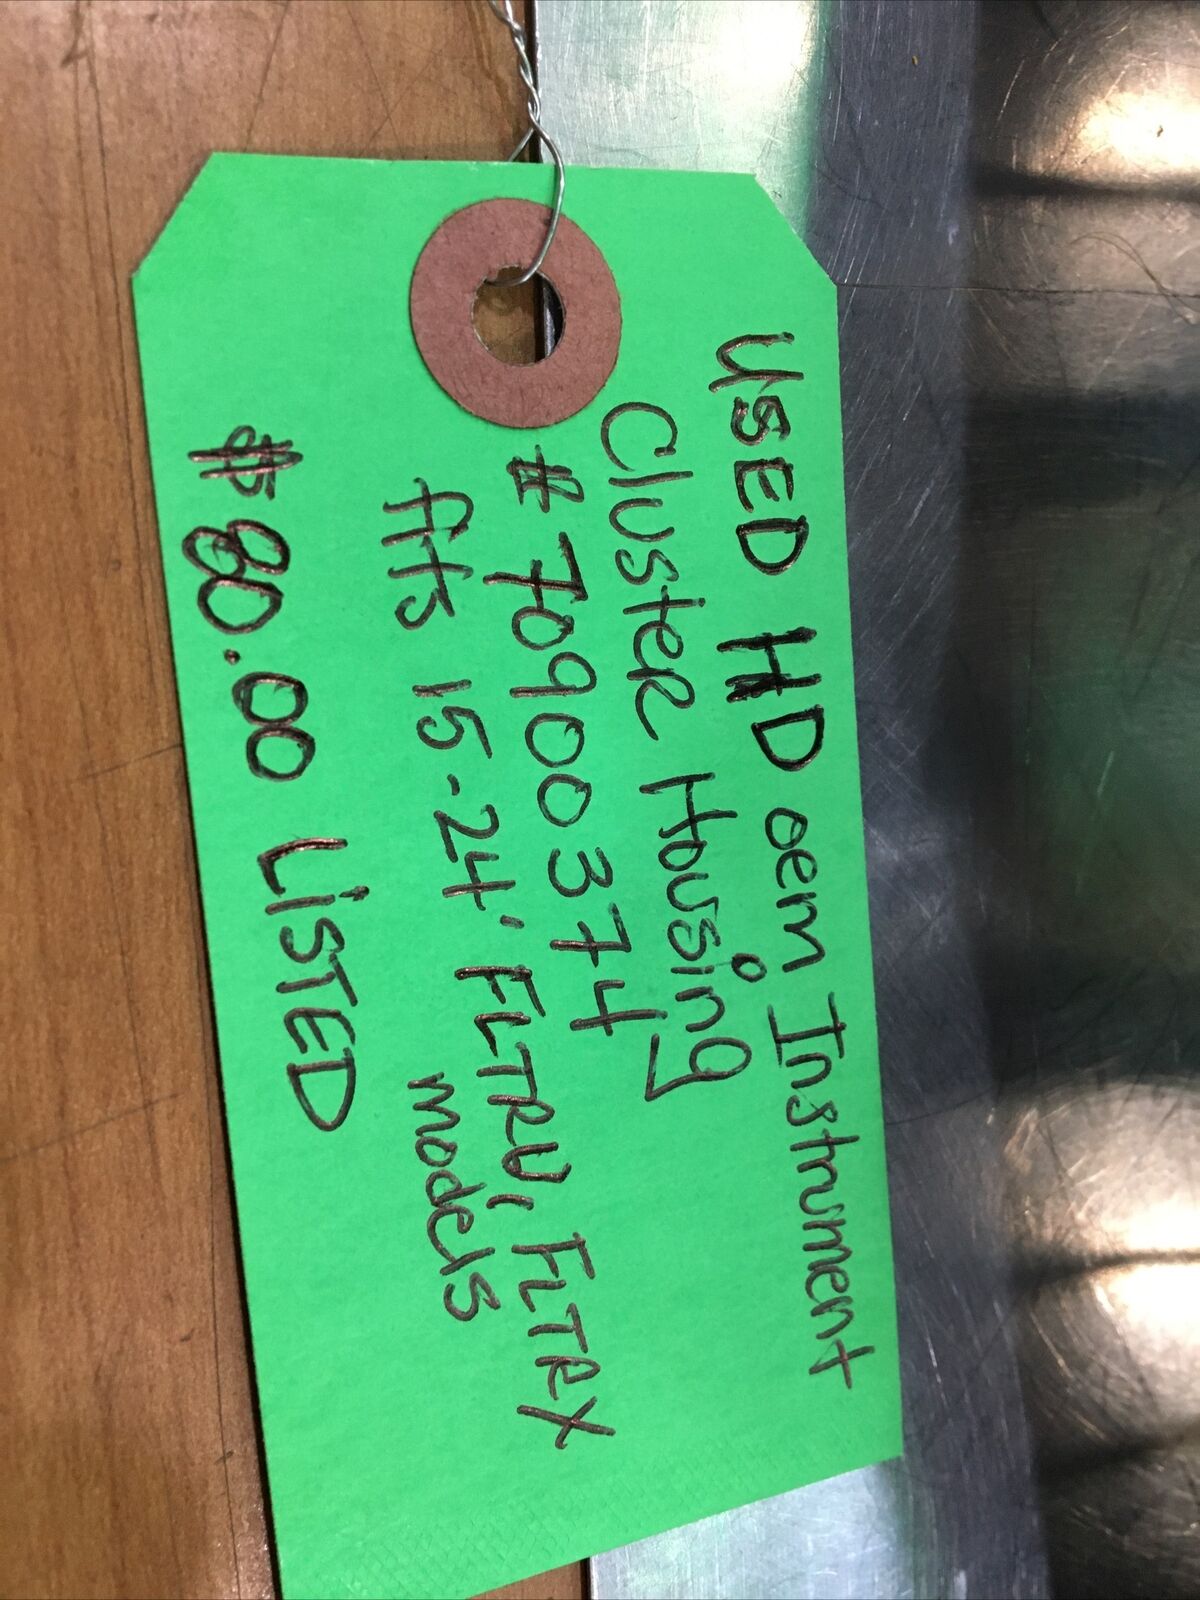 USED HD oem Instrument
Cluster Housing
# 70900374
fits 15-24' FLTRU, FLTRX
models
$80.00 LiSTED